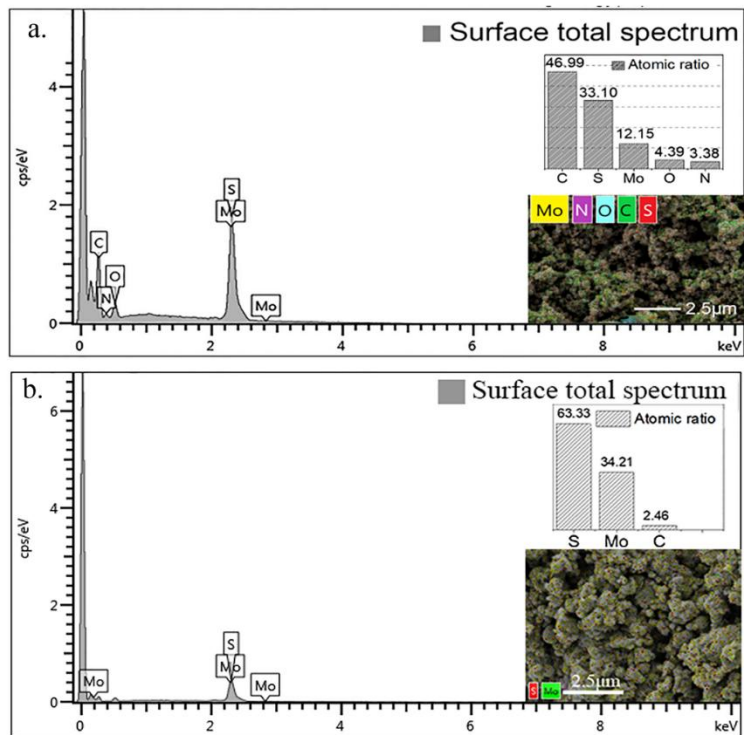 a.
Surface total spectrum
46.99
Atomic ratio
33.10
12.15
4.39
3.38
C S Mo O N
Mo N O C S
2.5μm
cps/eV
4
2
0
S
Mo
C
O
N
Mo
0 2 4 6 8 keV
b.
Surface total spectrum
63.33
Atomic ratio
34.21
2.46
S Mo C
S Mo
2.5μm
cps/eV
6
4
2
0
S
Mo
Mo
Mo
0 2 4 6 8 keV